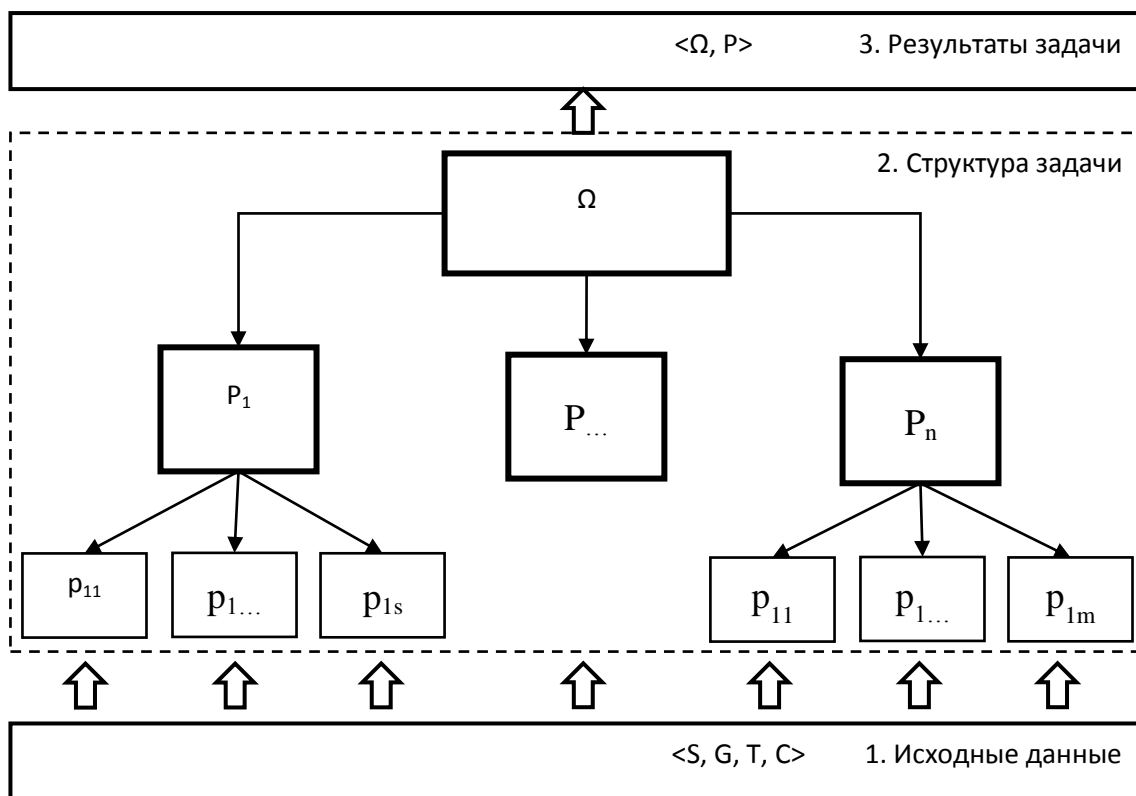 <Ω, P> 3. Результаты задачи
2. Структура задачи
Ω
P₁
P…
Pₙ
p₁₁
p₁…
p₁ₛ
p₁₁
p₁…
p₁ₘ
<S, G, T, C> 1. Исходные данные